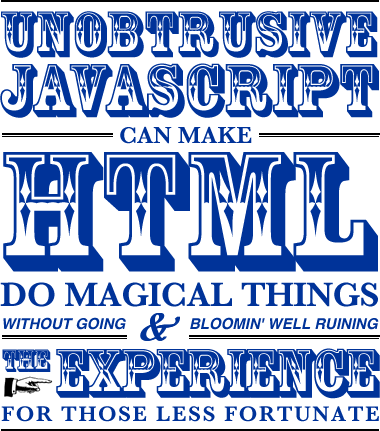 UNOBTRUSIVE
JAVASCRIPT
CAN MAKE
HTML
DO MAGICAL THINGS
WITHOUT GOING & BLOOMIN' WELL RUINING
THE EXPERIENCE
FOR THOSE LESS FORTUNATE